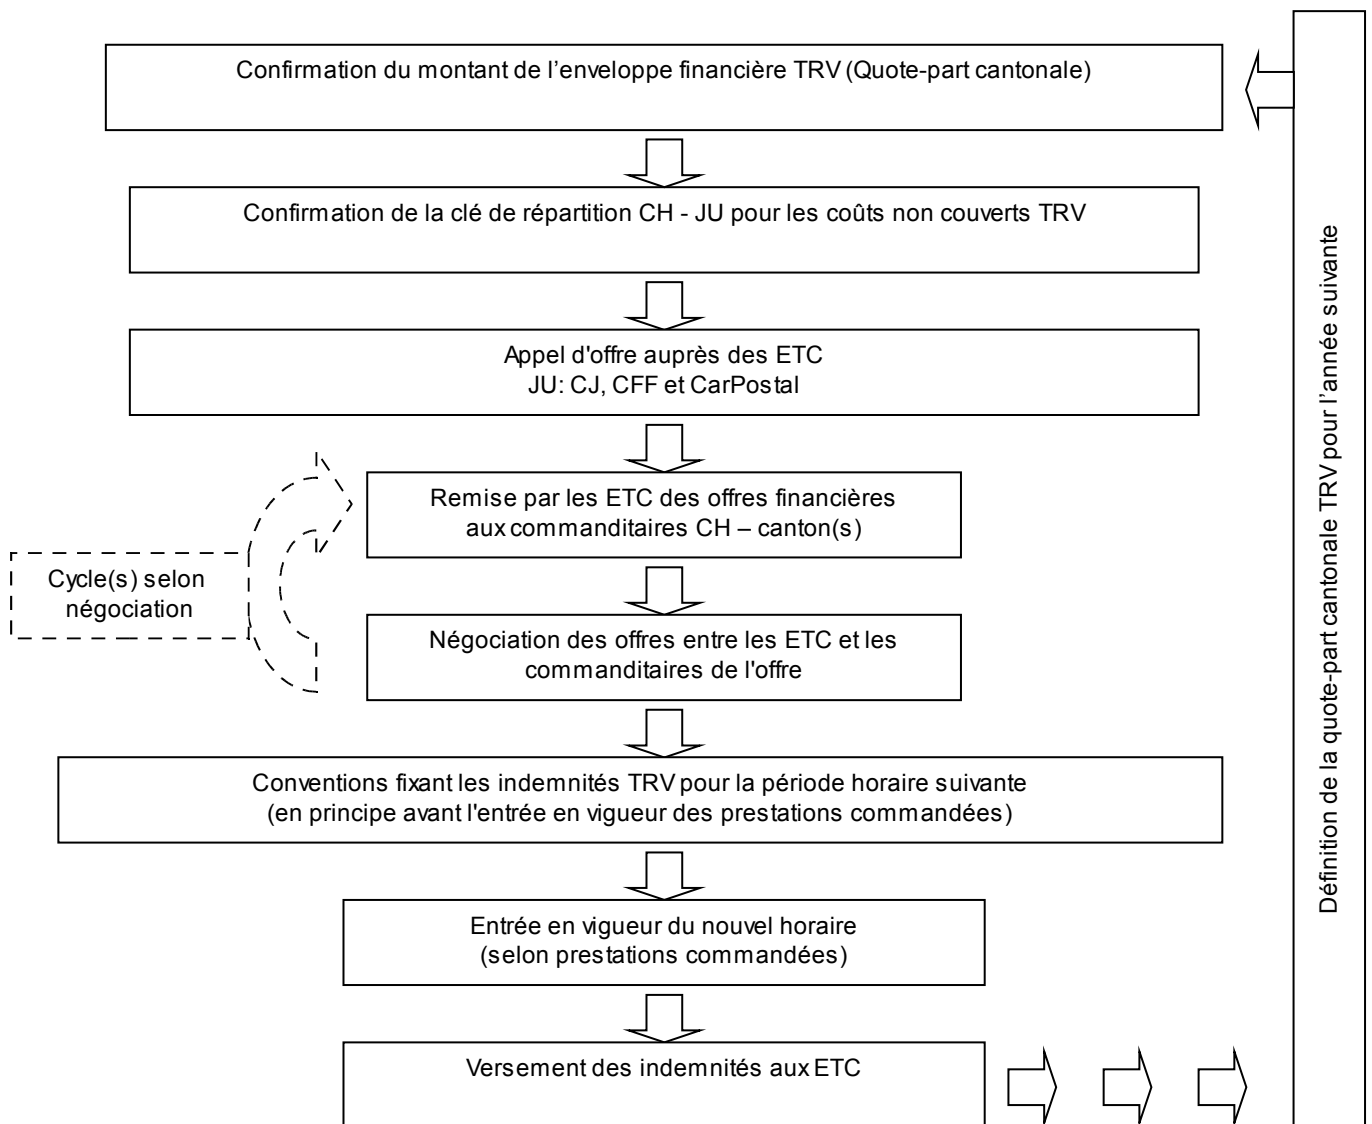 Confirmation du montant de l'enveloppe financière TRV (Quote-part cantonale)
Confirmation de la clé de répartition CH - JU pour les coûts non couverts TRV
Appel d'offre auprès des ETC
JU: CJ, CFF et CarPostal
Remise par les ETC des offres financières
aux commanditaires CH – canton(s)
Cycle(s) selon
négociation
Négociation des offres entre les ETC et les
commanditaires de l'offre
Conventions fixant les indemnités TRV pour la période horaire suivante
(en principe avant l'entrée en vigueur des prestations commandées)
Entrée en vigueur du nouvel horaire
(selon prestations commandées)
Versement des indemnités aux ETC
Définition de la quote-part cantonale TRV pour l'année suivante